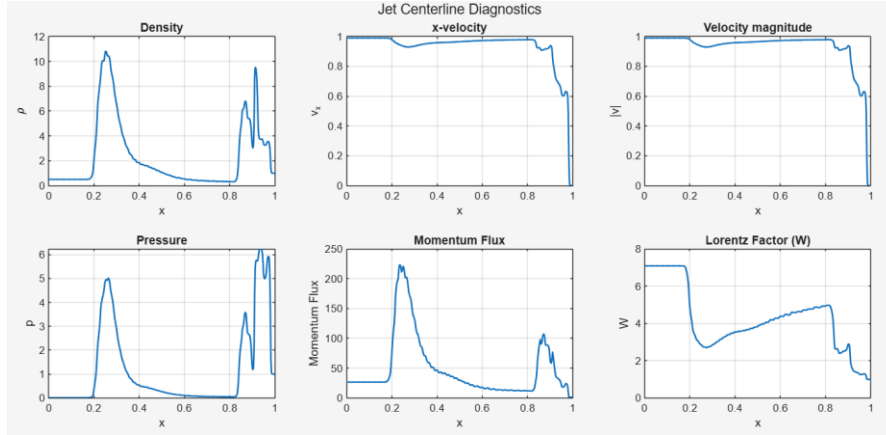 Jet Centerline Diagnostics
Density
x-velocity
Velocity magnitude
12
10
8
6
4
2
0
ρ
0 0.2 0.4 0.6 0.8 1
x
1
0.8
0.6
0.4
0.2
0
v_x
0 0.2 0.4 0.6 0.8 1
x
1
0.8
0.6
0.4
0.2
0
|v|
0 0.2 0.4 0.6 0.8 1
x
Pressure
Momentum Flux
Lorentz Factor (W)
6
5
4
3
2
1
0
p
0 0.2 0.4 0.6 0.8 1
x
250
200
150
100
50
0
Momentum Flux
0 0.2 0.4 0.6 0.8 1
x
8
6
4
2
0
W
0 0.2 0.4 0.6 0.8 1
x